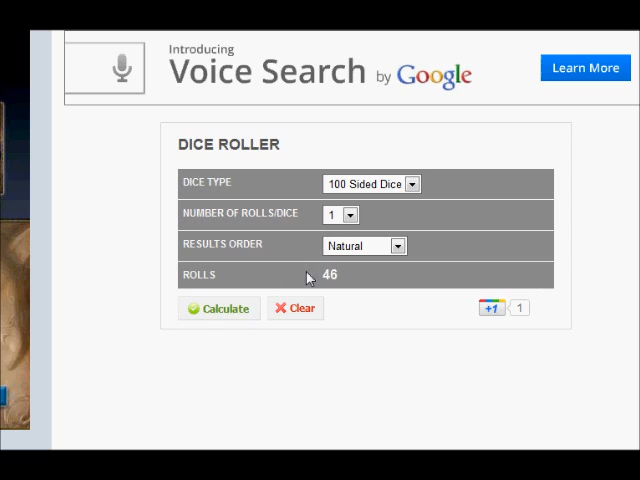 Introducing
Voice Search by Google
Learn More
DICE ROLLER
DICE TYPE 100 Sided Dice
NUMBER OF ROLLS/DICE 1
RESULTS ORDER Natural
ROLLS 46
Calculate Clear +1 1